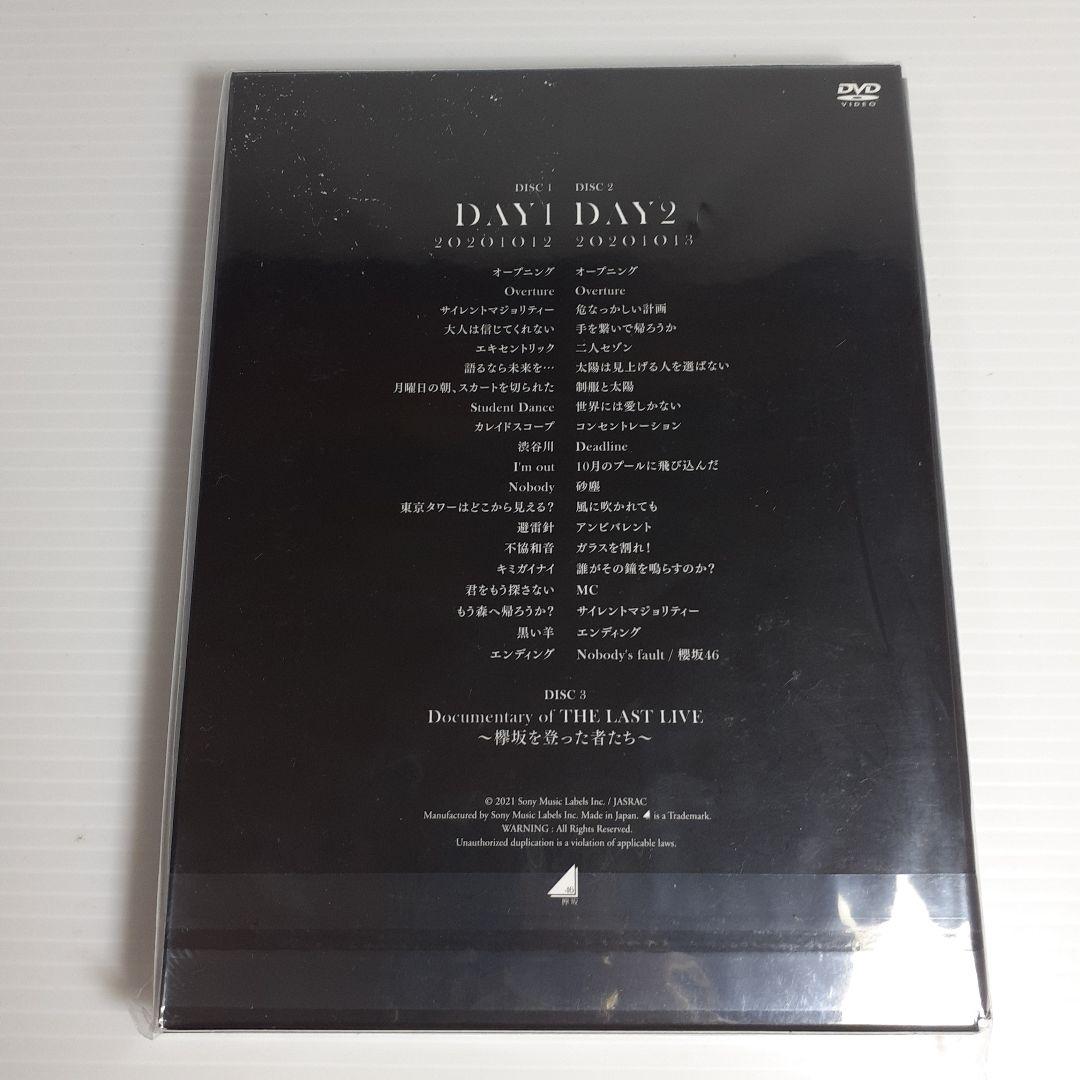 DVD
VIDEO
DISC 1
DAY1
20201012
オープニング
Overture
サイレントマジョリティー
大人は信じてくれない
エキセントリック
語るなら未来を…
月曜日の朝、スカートを切られた
Student Dance
カレイドスコープ
渋谷川
I'm out
Nobody
東京タワーはどこから見える?
避雷針
不協和音
キミガイナイ
君をもう探さない
もう森へ帰ろうか?
黒い羊
エンディング
DISC 2
DAY2
20201013
オープニング
Overture
危なっかしい計画
手を繋いで帰ろうか
二人セゾン
太陽は見上げる人を選ばない
制服と太陽
世界には愛しかない
コンセントレーション
Deadline
10月のプールに飛び込んだ
砂塵
風に吹かれても
アンビバレント
ガラスを割れ!
誰がその鐘を鳴らすのか?
MC
サイレントマジョリティー
エンディング
Nobody's fault / 櫻坂46
DISC 3
Documentary of THE LAST LIVE
〜欅坂を登った者たち〜
© 2021 Sony Music Labels Inc. / JASRAC
Manufactured by Sony Music Labels Inc. Made in Japan. is a Trademark.
WARNING : All Rights Reserved.
Unauthorized duplication is a violation of applicable laws.
46
欅坂